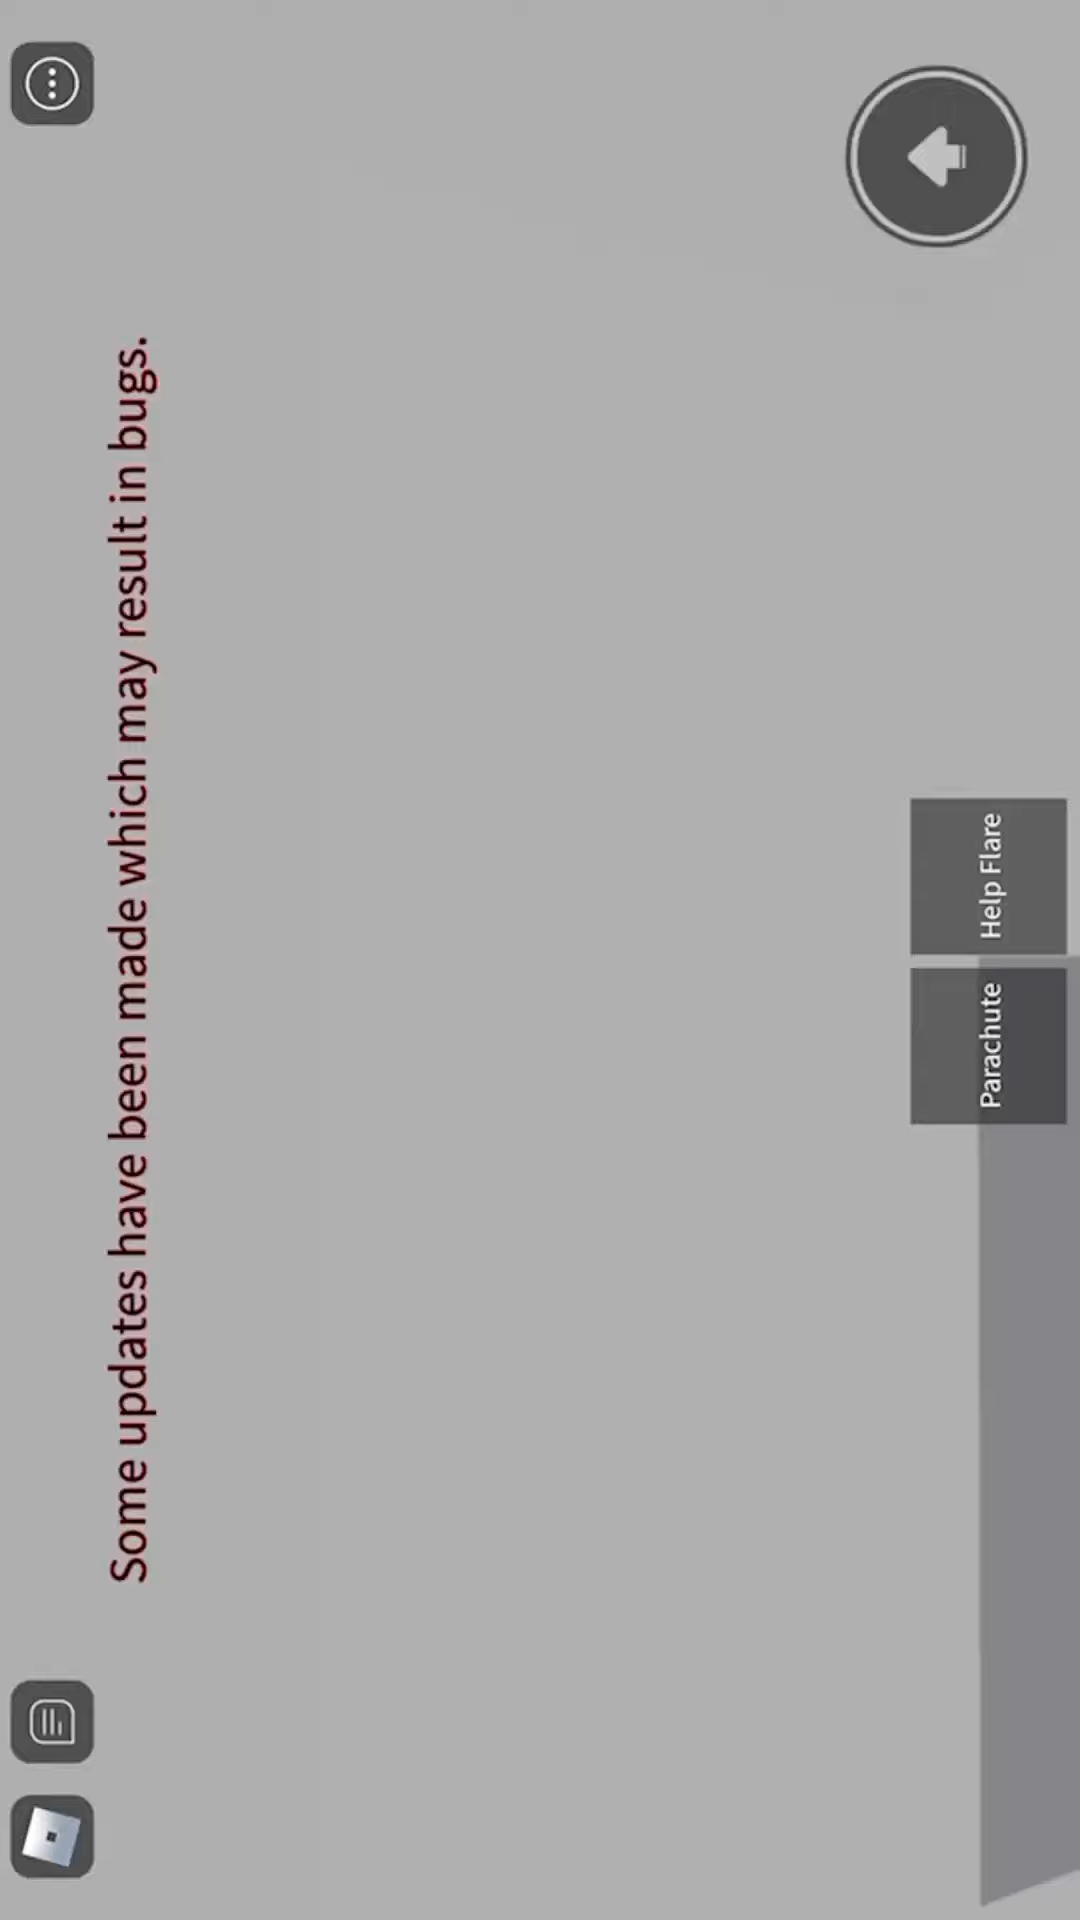 Some updates have been made which may result in bugs.
Parachute
Help Flare